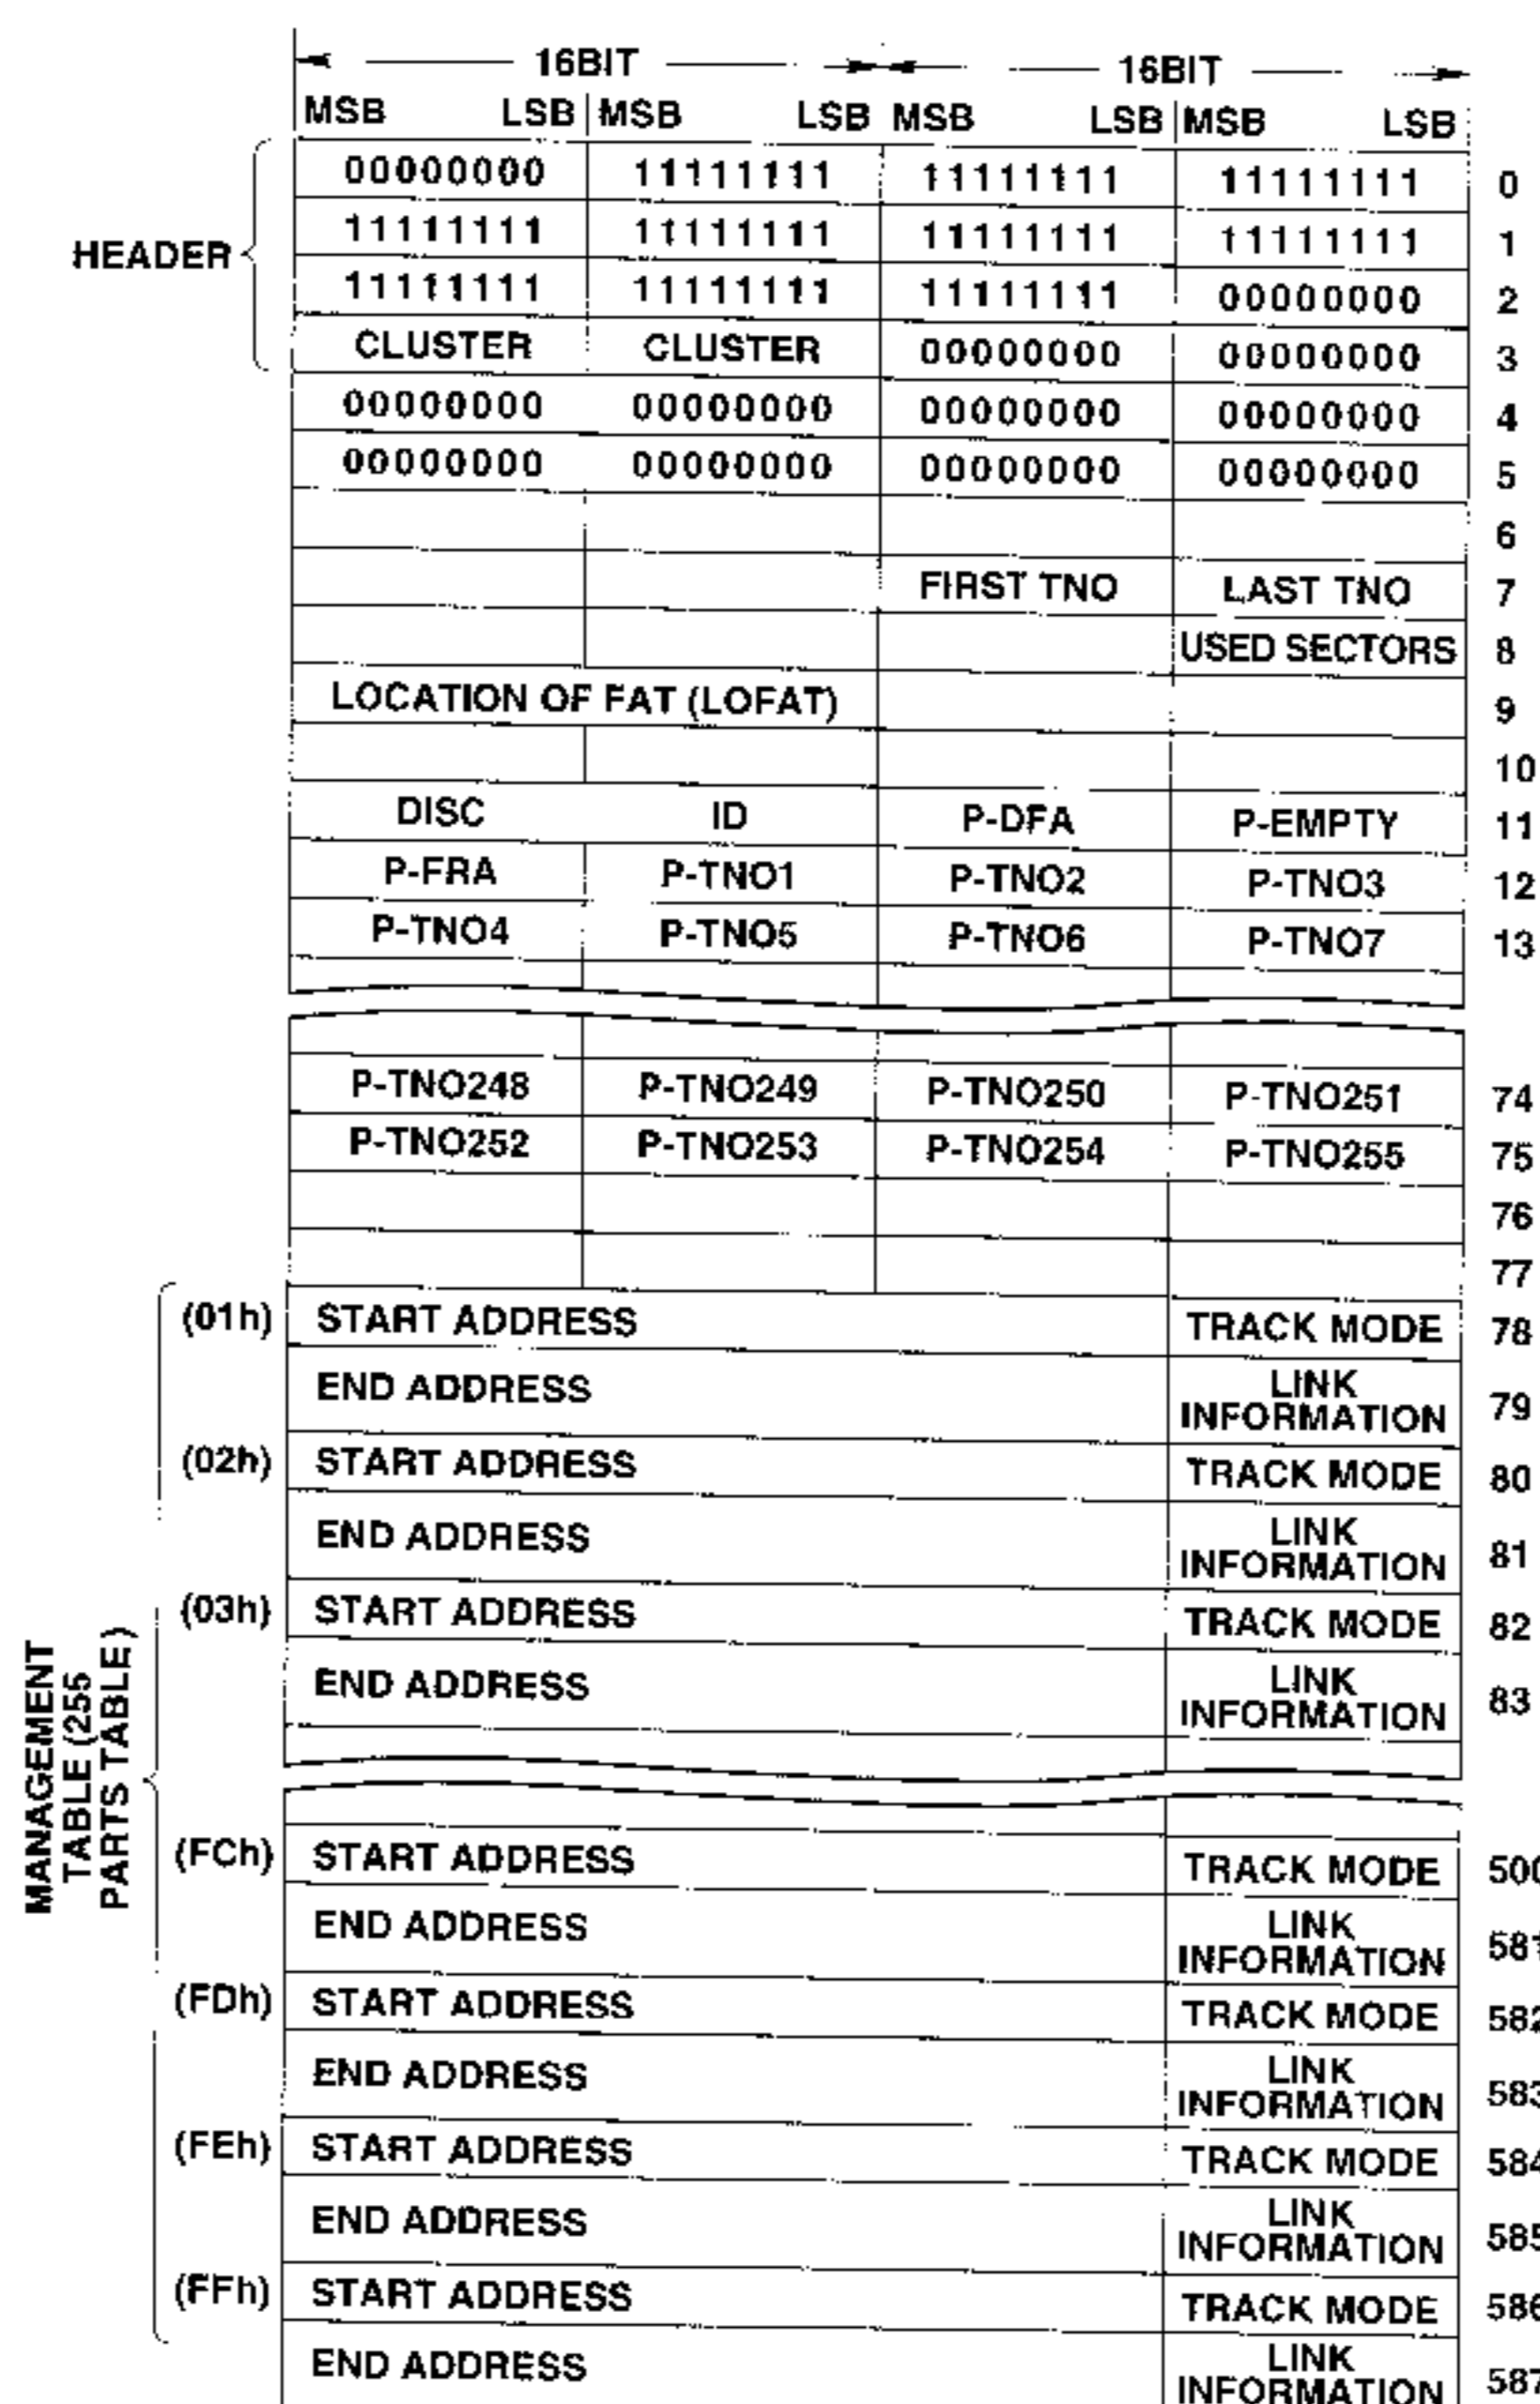 16BIT 16BIT
MSB LSB MSB LSB MSB LSB MSB LSB
00000000 11111111 11111111 11111111 0
11111111 11111111 11111111 11111111 1
HEADER
11111111 11111111 11111111 00000000 2
CLUSTER CLUSTER 00000000 00000000 3
00000000 00000000 00000000 00000000 4
00000000 00000000 00000000 00000000 5
6
FIRST TNO LAST TNO 7
USED SECTORS 8
LOCATION OF FAT (LOFAT) 9
10
DISC ID P-DFA P-EMPTY 11
P-FRA P-TNO1 P-TNO2 P-TNO3 12
P-TNO4 P-TNO5 P-TNO6 P-TNO7 13
P-TNO248 P-TNO249 P-TNO250 P-TNO251 74
P-TNO252 P-TNO253 P-TNO254 P-TNO255 75
76
77
(01h) START ADDRESS TRACK MODE 78
END ADDRESS LINK INFORMATION 79
(02h) START ADDRESS TRACK MODE 80
END ADDRESS LINK INFORMATION 81
(03h) START ADDRESS TRACK MODE 82
END ADDRESS LINK INFORMATION 83
MANAGEMENT
TABLE (255
PARTS TABLE)
(FCh) START ADDRESS TRACK MODE 500
END ADDRESS LINK INFORMATION 581
(FDh) START ADDRESS TRACK MODE 582
END ADDRESS LINK INFORMATION 583
(FEh) START ADDRESS TRACK MODE 584
END ADDRESS LINK INFORMATION 585
(FFh) START ADDRESS TRACK MODE 586
END ADDRESS LINK INFORMATION 587